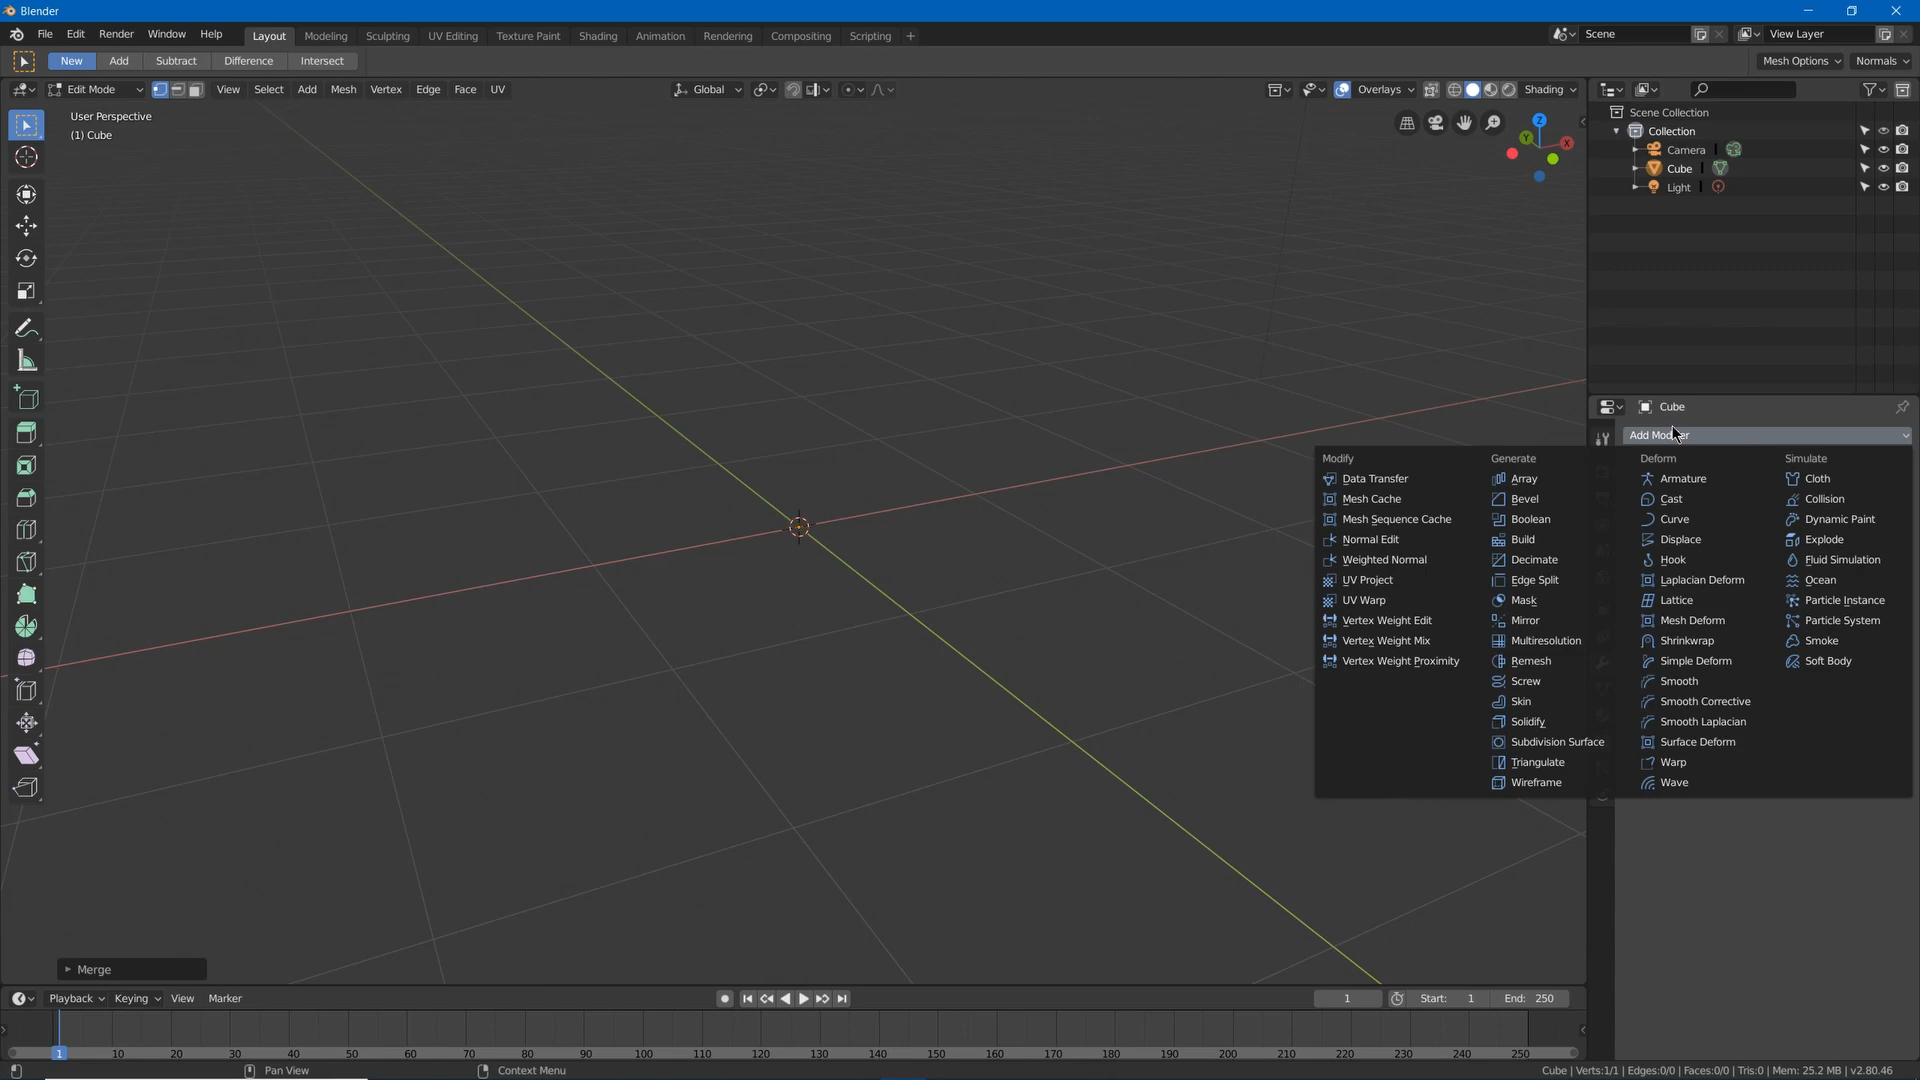 Blender
File Edit Render Window Help Layout Modeling Sculpting UV Editing Texture Paint Shading Animation Rendering Compositing Scripting + Scene View Layer
New Add Subtract Difference Intersect Mesh Options Normals
Edit Mode View Select Add Mesh Vertex Edge Face UV Global Overlays Shading
User Perspective
(1) Cube
Z
Y
X
Scene Collection
Collection
Camera
Cube
Light
Cube
Add Modifier
Modify Generate Deform Simulate
Data Transfer Array Armature Cloth
Mesh Cache Bevel Cast Collision
Mesh Sequence Cache Boolean Curve Dynamic Paint
Normal Edit Build Displace Explode
Weighted Normal Decimate Hook Fluid Simulation
UV Project Edge Split Laplacian Deform Ocean
UV Warp Mask Lattice Particle Instance
Vertex Weight Edit Mirror Mesh Deform Particle System
Vertex Weight Mix Multiresolution Shrinkwrap Smoke
Vertex Weight Proximity Remesh Simple Deform Soft Body
Screw Smooth
Skin Smooth Corrective
Solidify Smooth Laplacian
Subdivision Surface Surface Deform
Triangulate Warp
Wireframe Wave
Merge
Playback Keying View Marker 1 Start: 1 End: 250
1 10 20 30 40 50 60 70 80 90 100 110 120 130 140 150 160 170 180 190 200 210 220 230 240 250
Pan View Context Menu Cube | Verts:1/1 | Edges:0/0 | Faces:0/0 | Tris:0 | Mem: 25.2 MB | v2.80.46